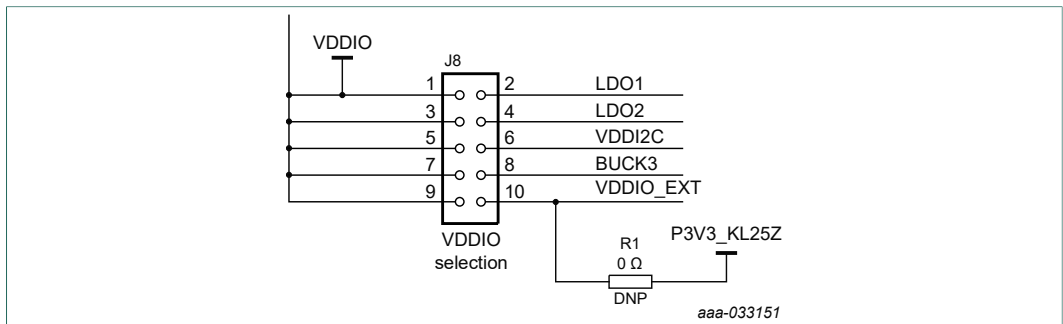 VDDIO
J8
1 2 LDO1
3 4 LDO2
5 6 VDDI2C
7 8 BUCK3
9 10 VDDIO_EXT
VDDIO
selection
P3V3_KL25Z
R1
0 Ω
DNP
aaa-033151